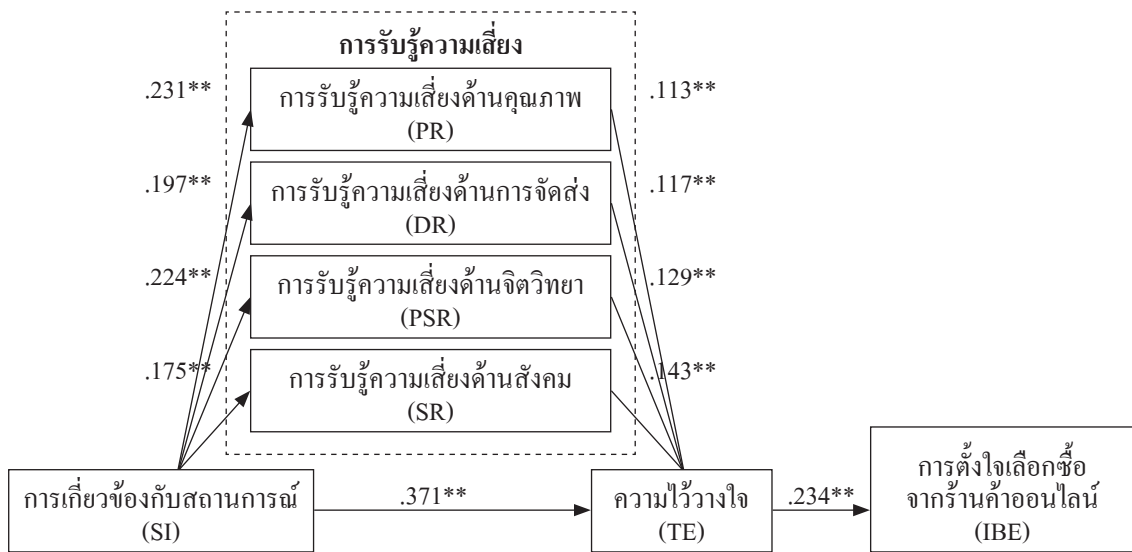 การรับรู้ความเสี่ยง
.231**
การรับรู้ความเสี่ยงด้านคุณภาพ
(PR)
.113**
.197**
การรับรู้ความเสี่ยงด้านการจัดส่ง
(DR)
.117**
.224**
การรับรู้ความเสี่ยงด้านจิตวิทยา
(PSR)
.129**
.175**
การรับรู้ความเสี่ยงด้านสังคม
(SR)
.143**
การเกี่ยวข้องกับสถานการณ์
(SI)
.371**
ความไว้วางใจ
(TE)
.234**
การตั้งใจเลือกซื้อ
จากร้านค้าออนไลน์
(IBE)